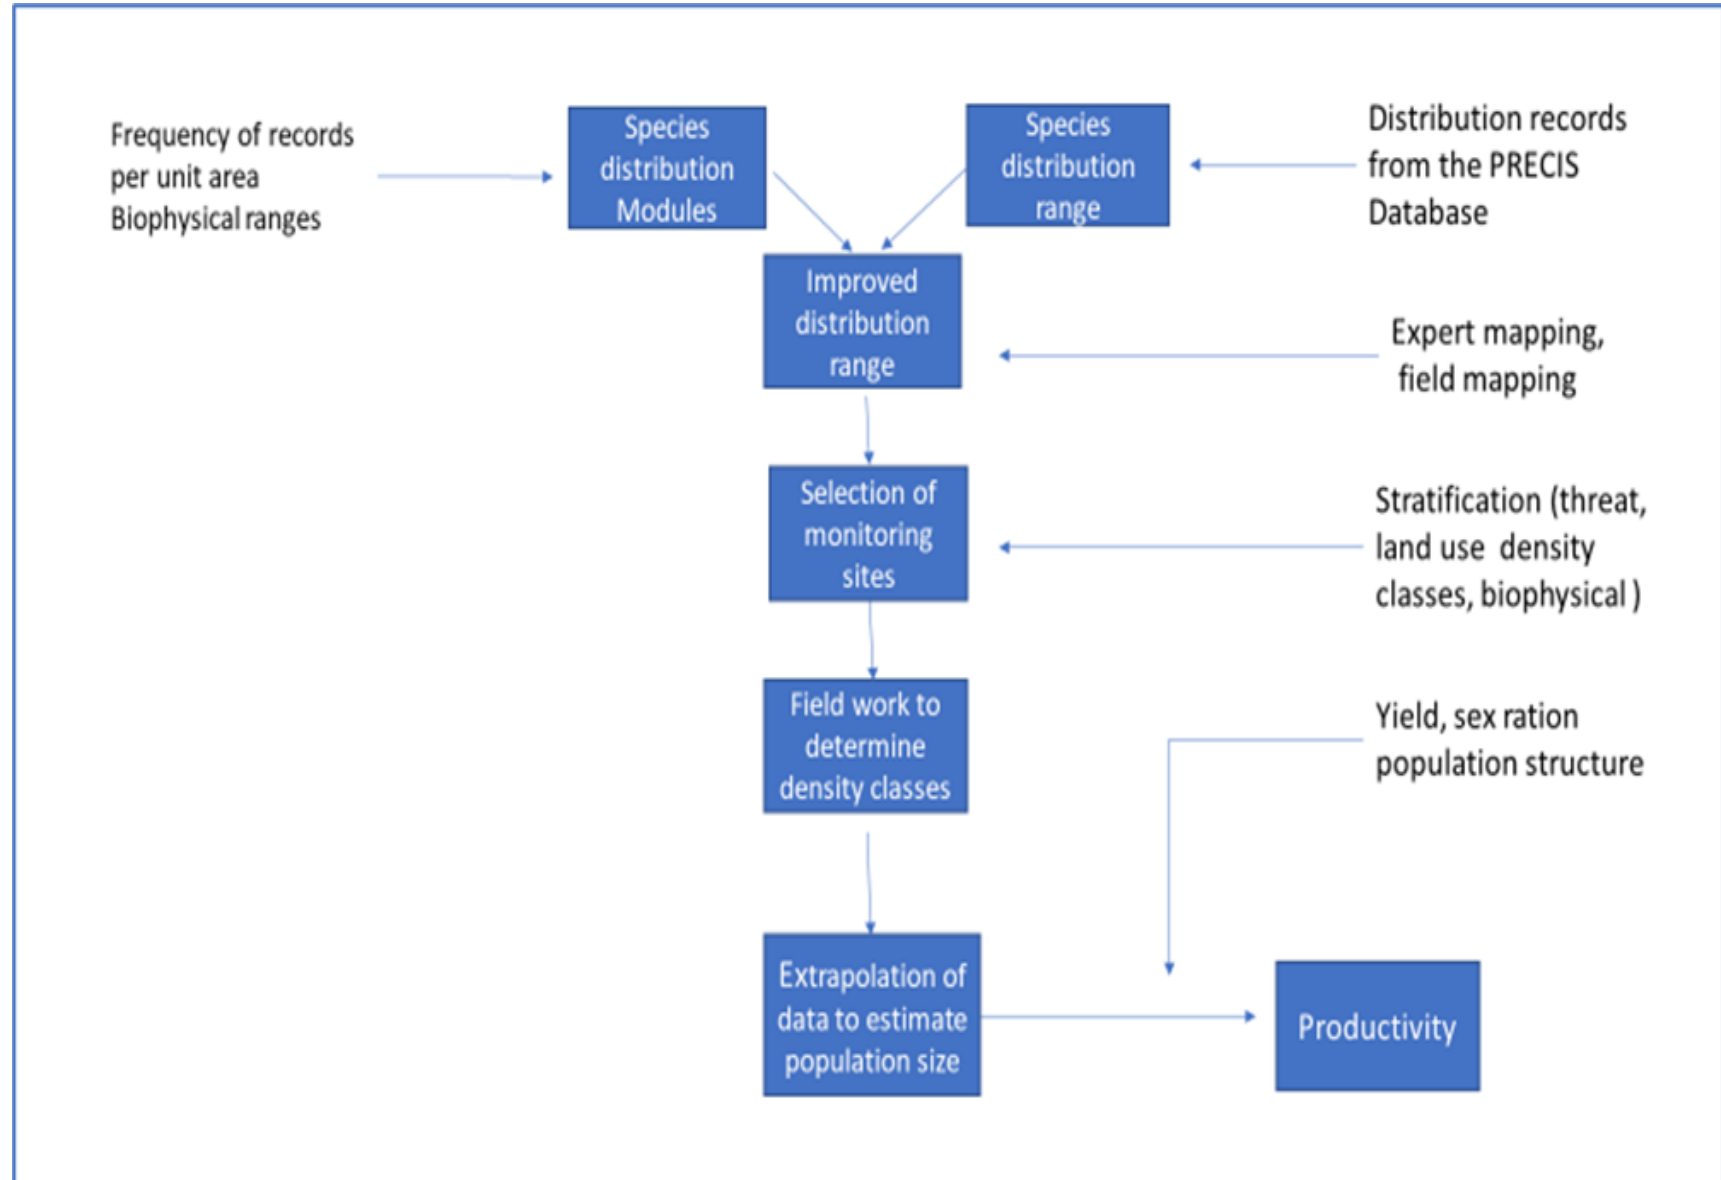 Frequency of records
per unit area
Biophysical ranges
Species
distribution
Modules
Species
distribution
range
Distribution records
from the PRECIS
Database
Improved
distribution
range
Expert mapping,
field mapping
Selection of
monitoring
sites
Stratification (threat,
land use density
classes, biophysical )
Field work to
determine
density classes
Yield, sex ration
population structure
Extrapolation of
data to estimate
population size
Productivity